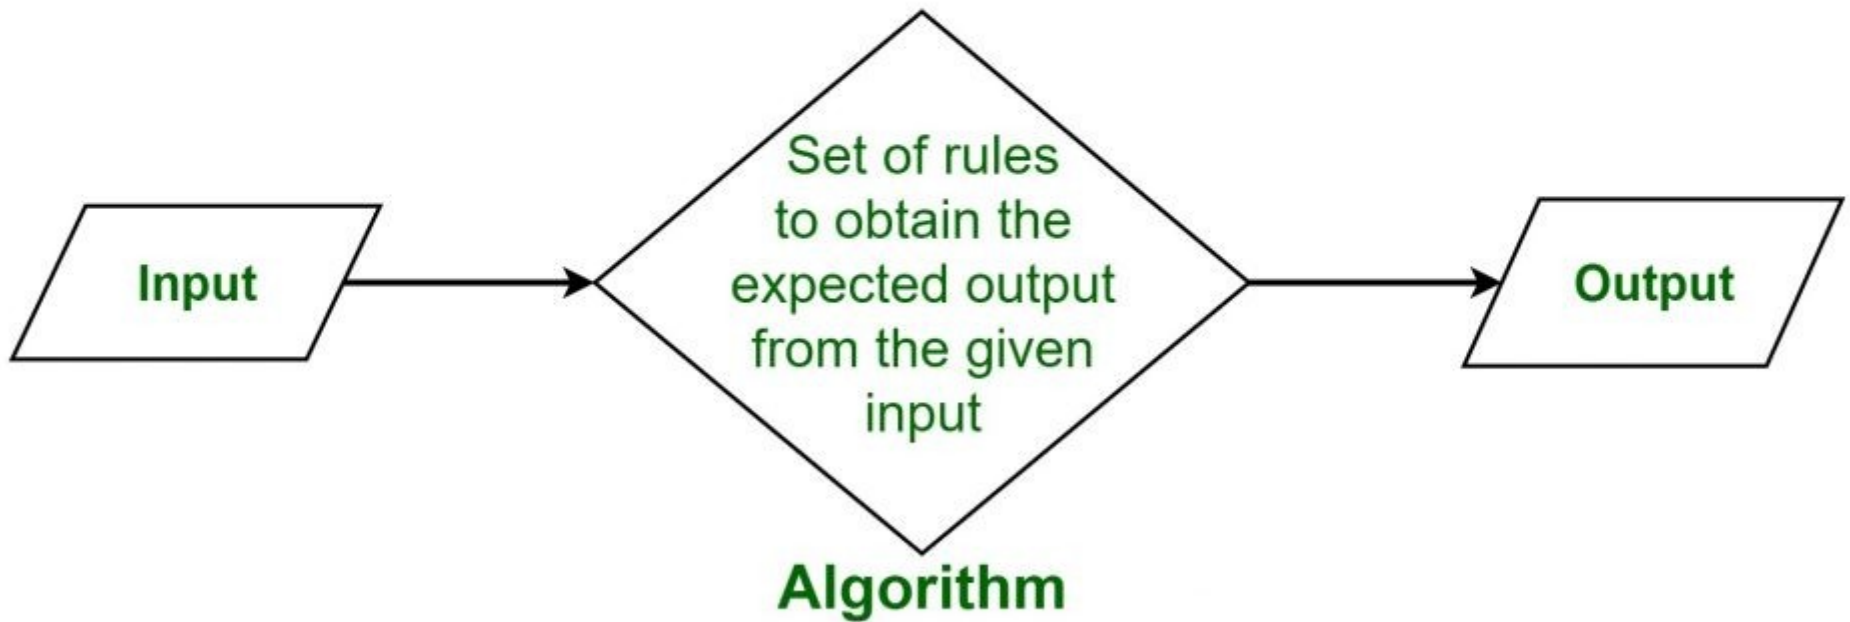 Input
Set of rules
to obtain the
expected output
from the given
input
Output
Algorithm